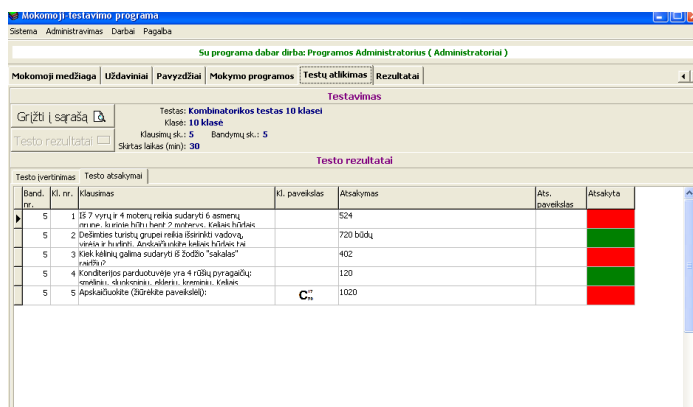 Mokomoji-testavimo programa
Sistema Administravimas Darbai Pagalba
Su programa dabar dirba: Programos Administratorius ( Administratoriai )
Mokomoji medžiaga Uždaviniai Pavyzdžiai Mokymo programos Testų atlikimas Rezultatai
Testavimas
Grįžti į sąrašą
Testas: Kombinatorikos testas 10 klasei
Klasė: 10 klasė
Testo rezultatai
Klausimų sk.: 5 Bandymų sk.: 5
Skirtas laikas (min): 30
Testo rezultatai
Testo įvertinimas Testo atsakymai
Band. nr. Kl. nr. Klausimas Kl. paveikslas Atsakymas Ats. paveikslas Atsakyta
5 1 Iš 7 vyrų ir 4 moterų reikia sudaryti 6 asmenų 524
grupę, kurioje būtų bent 2 moterys. Keliais būdais
5 2 Dešimties turistų grupei reikia išsirinkti vadovą, 720 būdų
virėją ir budintį. Apskaičiuokite keliais būdais tai
5 3 Kiek kėlinių galima sudaryti iš žodžio "sakalas" 402
raidžių?
5 4 Konditerijos parduotuvėje yra 4 rūšių pyragaičių: 120
smėlinių, sluoksninių, eklerių, kreminių. Keliais
5 5 Apskaičiuokite (žiūrėkite paveikslėlį): C 1020